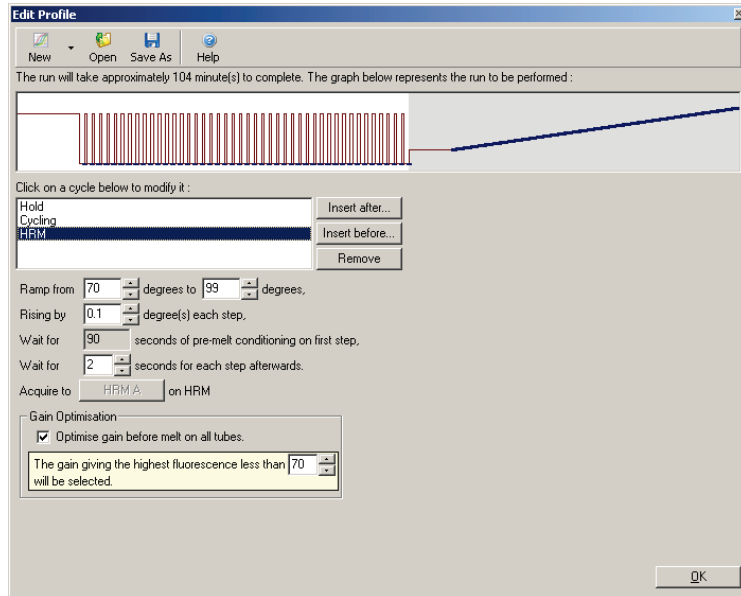 Edit Profile
New Open Save As Help
The run will take approximately 104 minute(s) to complete. The graph below represents the run to be performed :
Click on a cycle below to modify it :
Hold
Cycling
HRM
Insert after...
Insert before...
Remove
Ramp from 70 degrees to 99 degrees,
Rising by 0.1 degree(s) each step,
Wait for 90 seconds of pre-melt conditioning on first step,
Wait for 2 seconds for each step afterwards.
Acquire to HRM A on HRM
Gain Optimisation
Optimise gain before melt on all tubes.
The gain giving the highest fluorescence less than 70
will be selected.
OK